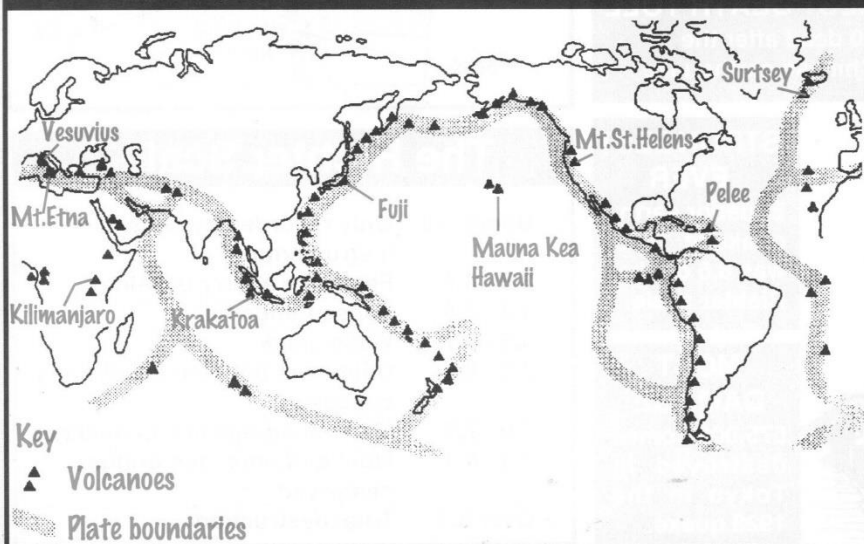 Surtsey
Vesuvius
Mt.St.Helens
Fuji
Pelee
Mt.Etna
Mauna Kea
Hawaii
Kilimanjaro
Krakatoa
Key
Volcanoes
Plate boundaries